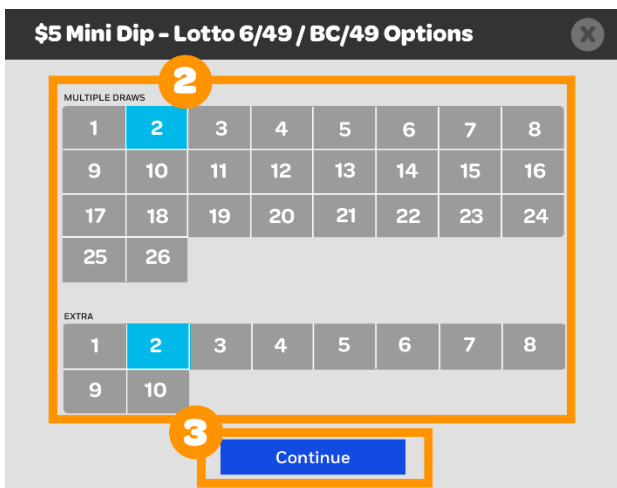 $5 Mini Dip – Lotto 6/49 / BC/49 Options X
2
MULTIPLE DRAWS
1 2 3 4 5 6 7 8
9 10 11 12 13 14 15 16
17 18 19 20 21 22 23 24
25 26
EXTRA
1 2 3 4 5 6 7 8
9 10
3
Continue